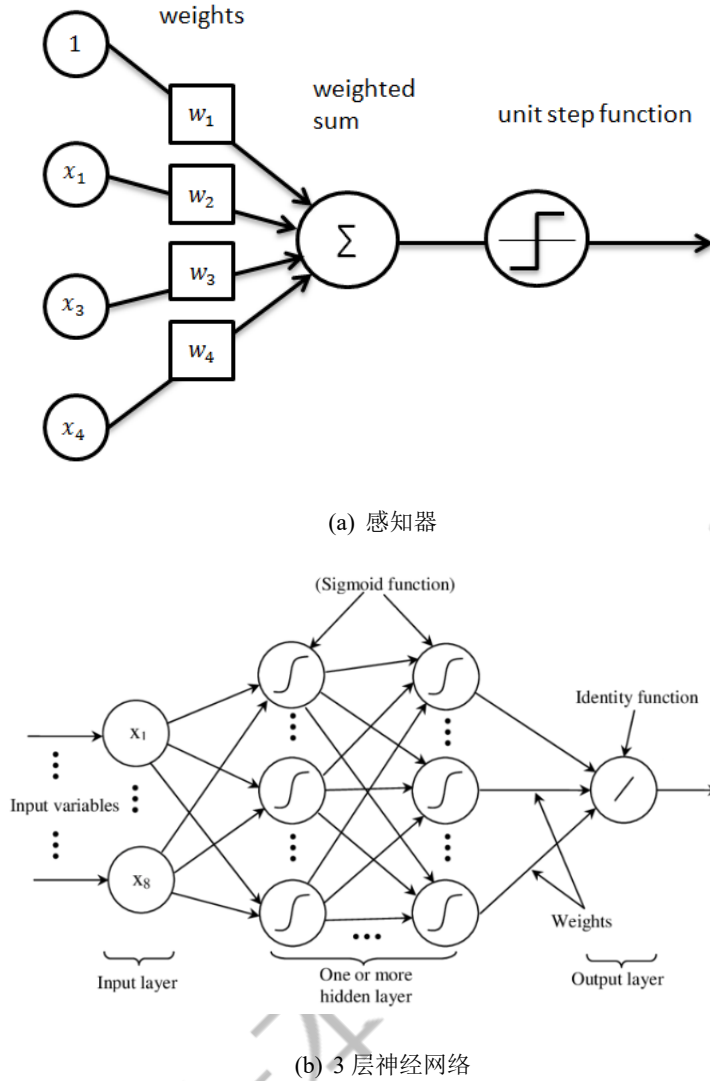 weights
1
w₁
weighted
sum
unit step function
x₁
w₂
∑
x₃
w₃
w₄
x₄
(a) 感知器
(Sigmoid function)
Identity function
x₁
Input variables
x₈
Weights
Input layer
One or more
hidden layer
Output layer
(b) 3 层神经网络